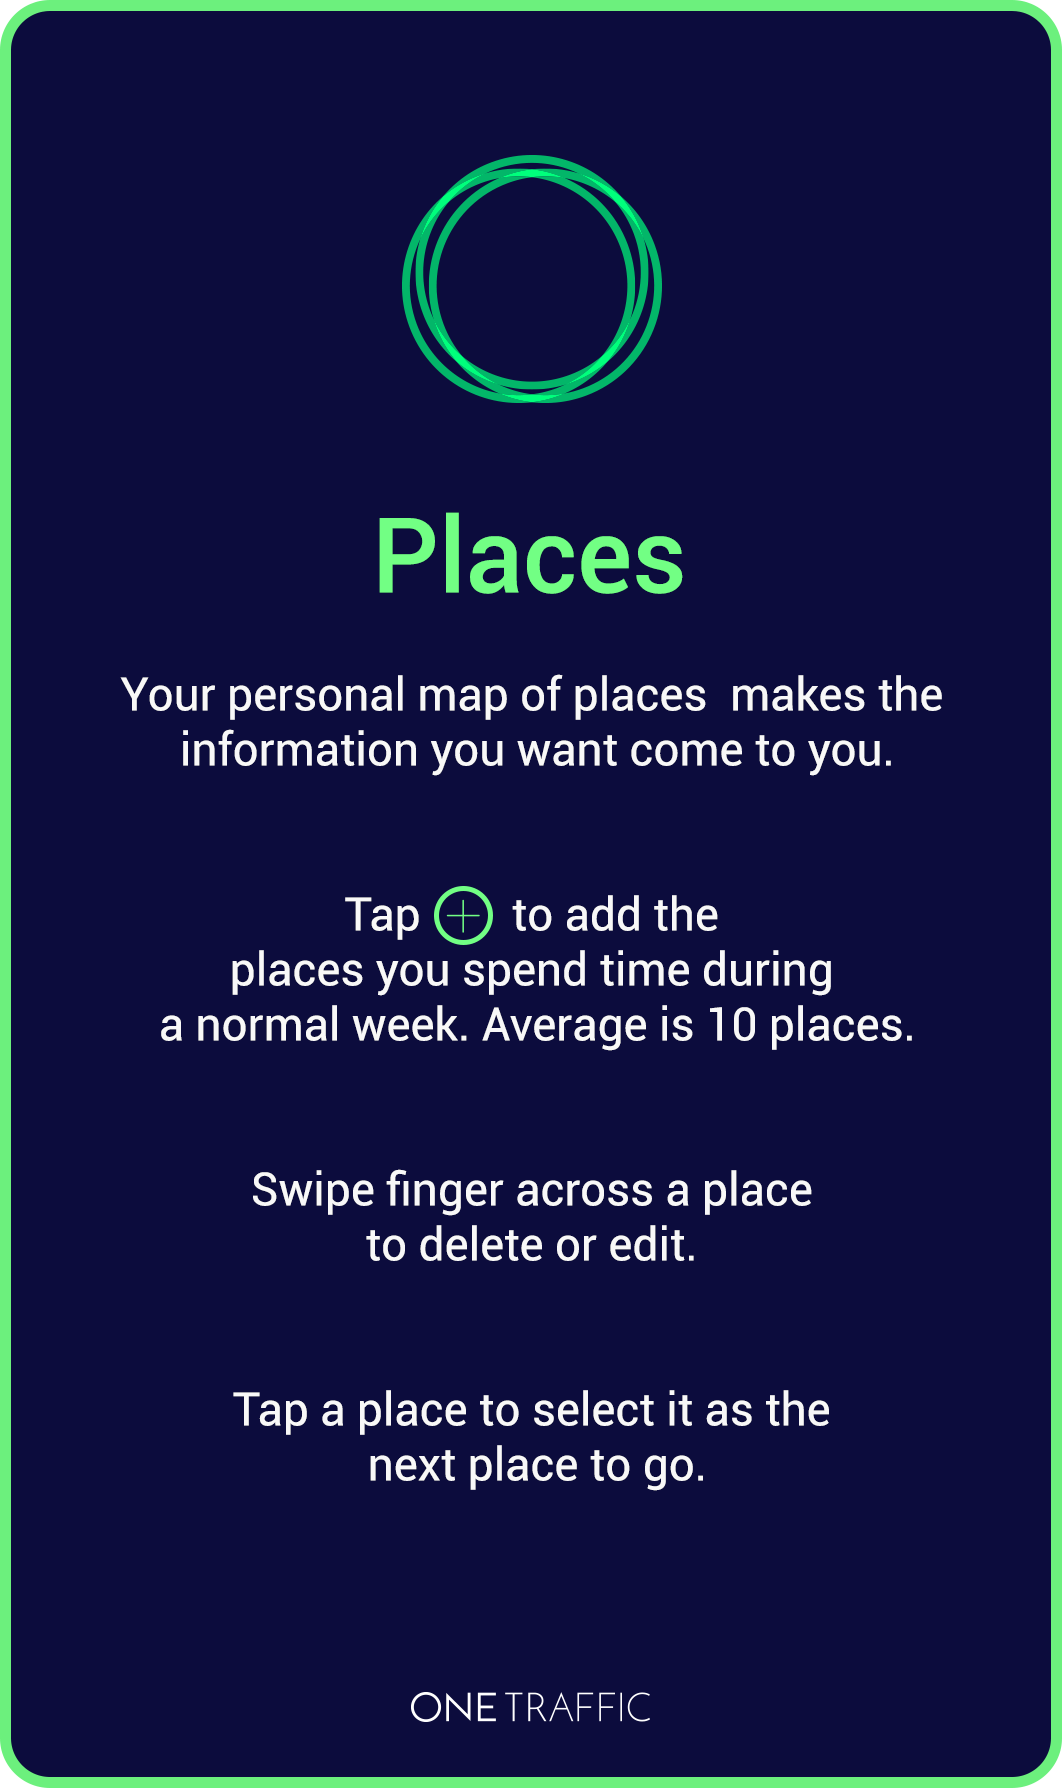 Places
Your personal map of places  makes the
information you want come to you.
Tap + to add the
places you spend time during
a normal week. Average is 10 places.
Swipe finger across a place
to delete or edit.
Tap a place to select it as the
next place to go.
ONE TRAFFIC